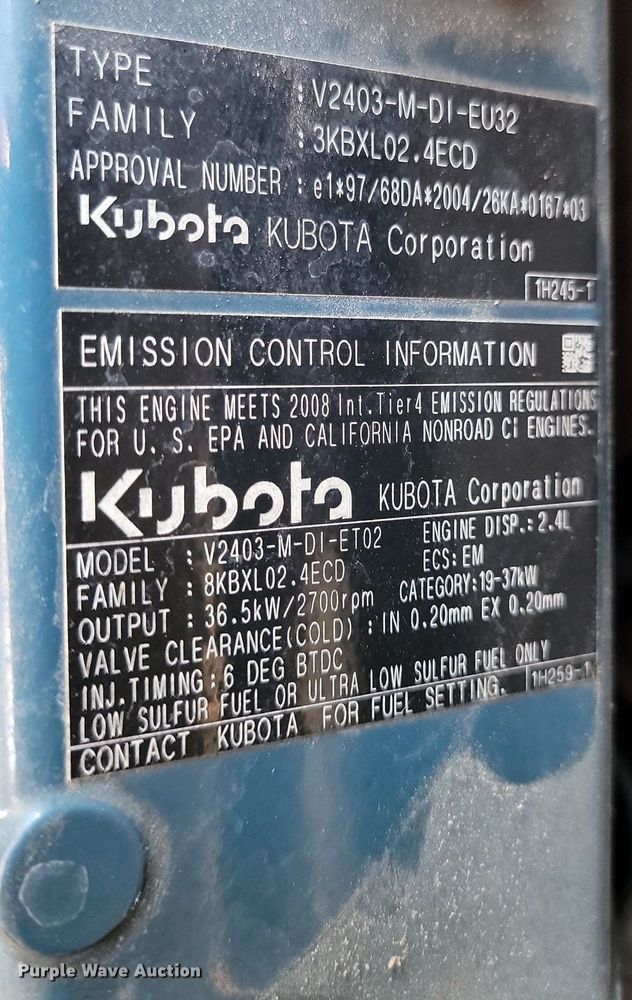 TYPE : V2403-M-DI-EU32
FAMILY : 3KBXL02.4ECD
APPROVAL NUMBER : e1*97/68DA*2004/26KA*0167*03
Kubota KUBOTA Corporation
1H245-1
EMISSION CONTROL INFORMATION
THIS ENGINE MEETS 2008 Int.Tier4 EMISSION REGULATIONS
FOR U. S. EPA AND CALIFORNIA NONROAD CI ENGINES.
Kubota KUBOTA Corporation
MODEL : V2403-M-DI-ET02 ENGINE DISP.: 2.4L
FAMILY : 8KBXL02.4ECD ECS: EM
OUTPUT : 36.5kW/2700rpm CATEGORY:19-37kW
VALVE CLEARANCE(COLD) : IN 0.20mm EX 0.20mm
INJ.TIMING: 6 DEG BTDC
LOW SULFUR FUEL OR ULTRA LOW SULFUR FUEL ONLY
CONTACT KUBOTA FOR FUEL SETTING. 1H259-1
Purple Wave Auction